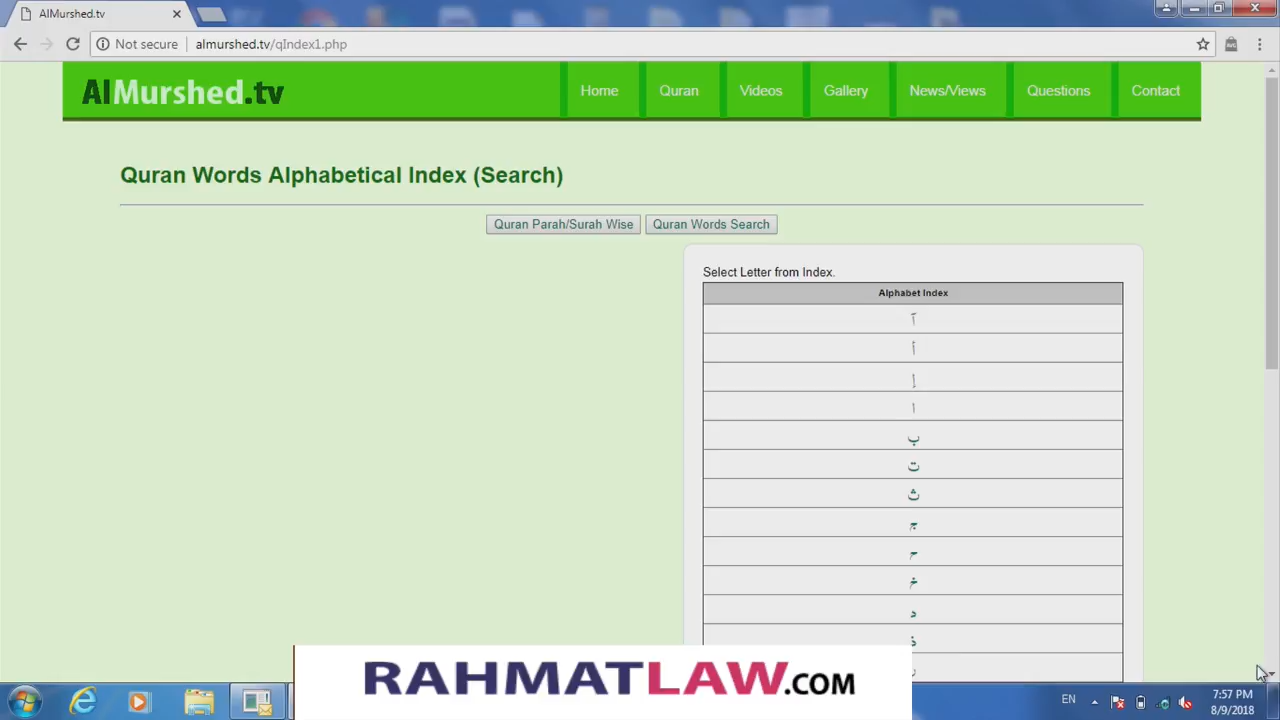 AlMurshed.tv
Not secure
almurshed.tv/qIndex1.php
AlMurshed.tv
Home
Quran
Videos
Gallery
News/Views
Questions
Contact
Quran Words Alphabetical Index (Search)
Quran Parah/Surah Wise
Quran Words Search
Select Letter from Index.
Alphabet Index
آ
أ
إ
ا
ب
ت
ث
ج
ح
خ
د
ذ
RAHMATLAW.COM
EN
7:57 PM
8/9/2018